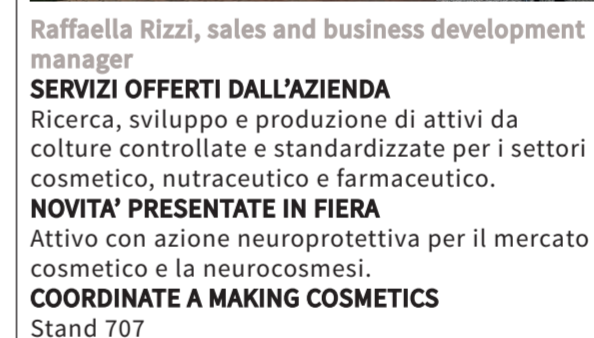 Raffaella Rizzi, sales and business development
manager
SERVIZI OFFERTI DALL’AZIENDA
Ricerca, sviluppo e produzione di attivi da
colture controllate e standardizzate per i settori
cosmetico, nutraceutico e farmaceutico.
NOVITA’ PRESENTATE IN FIERA
Attivo con azione neuroprotettiva per il mercato
cosmetico e la neurocosmesi.
COORDINATE A MAKING COSMETICS
Stand 707